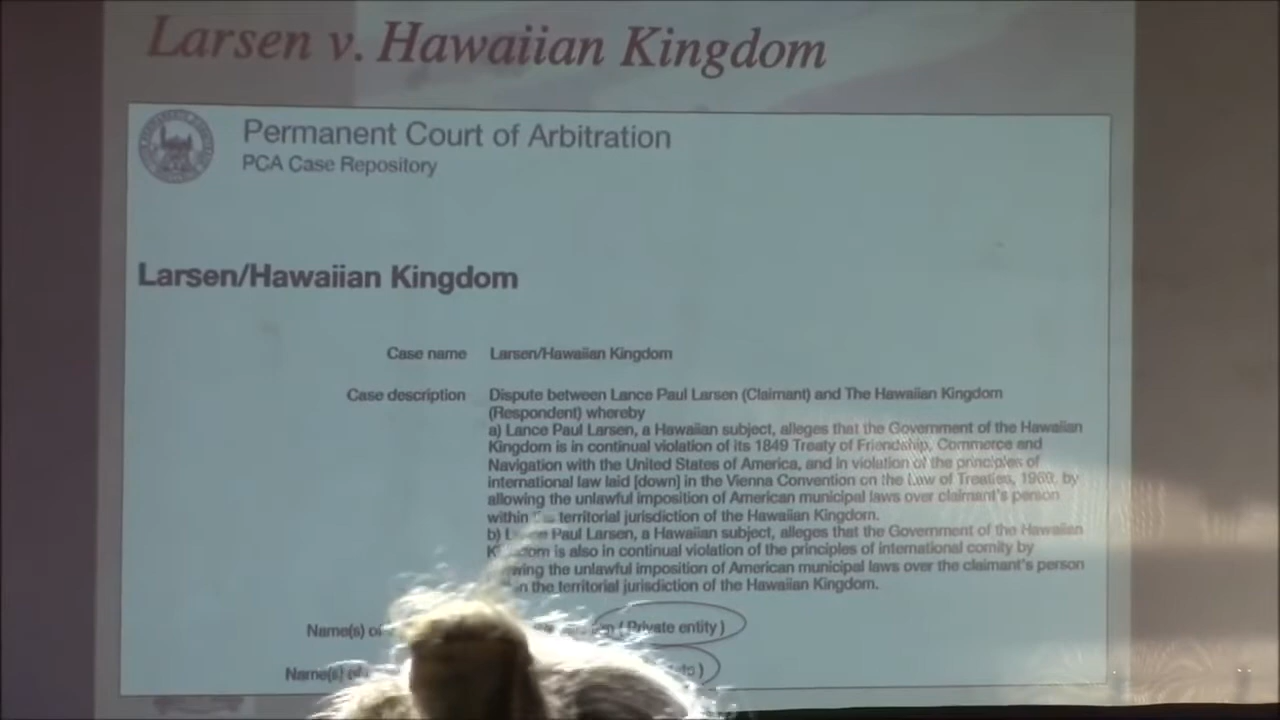 Larsen v. Hawaiian Kingdom
Permanent Court of Arbitration
PCA Case Repository
Larsen/Hawaiian Kingdom
Case name Larsen/Hawaiian Kingdom
Case description Dispute between Lance Paul Larsen (Claimant) and The Hawaiian Kingdom
(Respondent) whereby
a) Lance Paul Larsen, a Hawaiian subject, alleges that the Government of the Hawaiian
Kingdom is in continual violation of its 1849 Treaty of Friendship, Commerce and
Navigation with the United States of America, and in violation of the principles of
international law laid [down] in the Vienna Convention on the Law of Treaties, 1969, by
allowing the unlawful imposition of American municipal laws over claimant's person
within the territorial jurisdiction of the Hawaiian Kingdom.
b) Lance Paul Larsen, a Hawaiian subject, alleges that the Government of the Hawaiian
Kingdom is also in continual violation of the principles of international comity by
the unlawful imposition of American municipal laws over the claimant's person
the territorial jurisdiction of the Hawaiian Kingdom.
Name(s) of (Private entity )
Name(s) of )